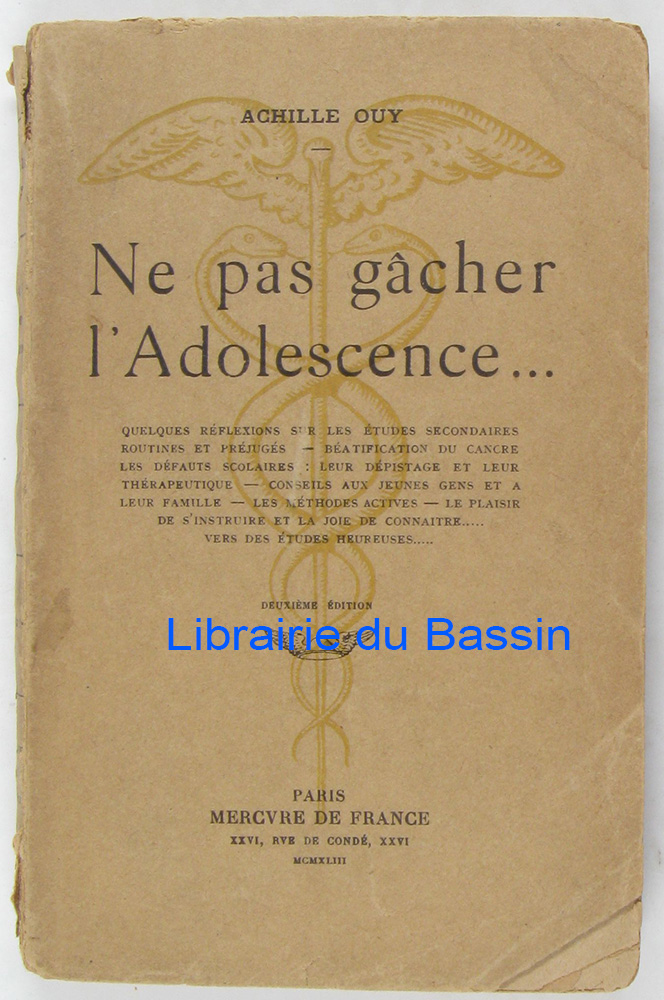 ACHILLE OUY
—
Ne pas gâcher
l'Adolescence...
QUELQUES RÉFLEXIONS SUR LES ÉTUDES SECONDAIRES
ROUTINES ET PRÉJUGÉS — BÉATIFICATION DU CANCRE
LES DÉFAUTS SCOLAIRES : LEUR DÉPISTAGE ET LEUR
THÉRAPEUTIQUE — CONSEILS AUX JEUNES GENS ET A
LEUR FAMILLE — LES MÉTHODES ACTIVES — LE PLAISIR
DE S'INSTRUIRE ET LA JOIE DE CONNAITRE.....
VERS DES ÉTUDES HEUREUSES.....
DEUXIÈME ÉDITION
Librairie du Bassin
PARIS
MERCVRE DE FRANCE
XXVI, RVE DE CONDÉ, XXVI
MCMXLIII